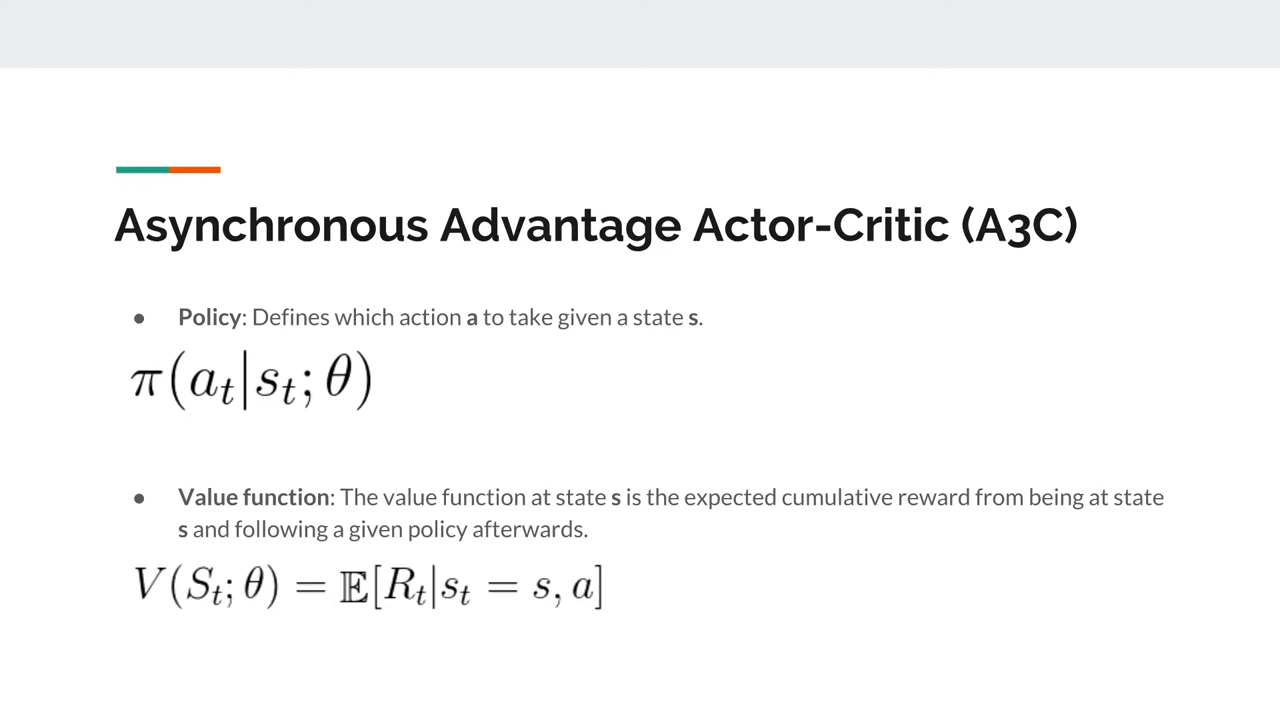 Asynchronous Advantage Actor-Critic (A3C)
● Policy: Defines which action a to take given a state s.
π(a_t|s_t; θ)
● Value function: The value function at state s is the expected cumulative reward from being at state
s and following a given policy afterwards.
V(S_t; θ) = 𝔼[R_t|s_t = s, a]